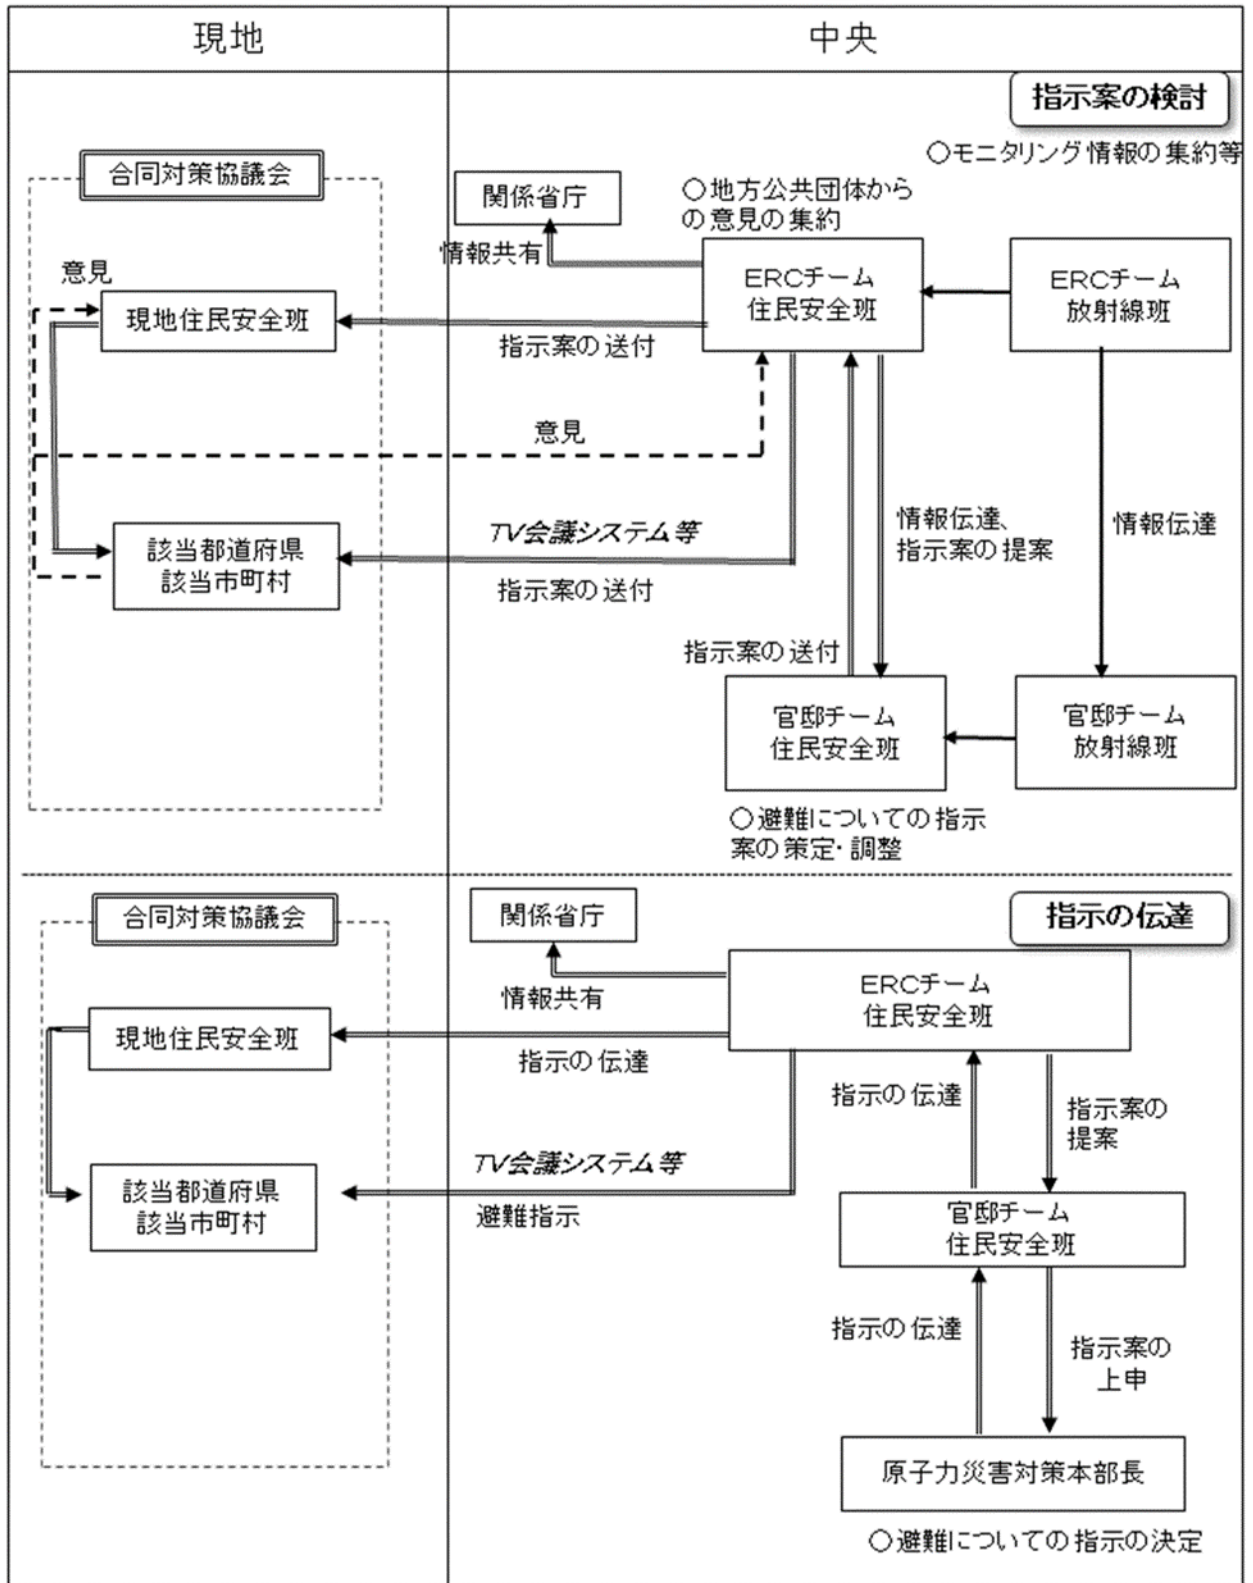 現地
中央
指示案の検討
○モニタリング情報の集約等
合同対策協議会
関係省庁
○地方公共団体から
の意見の集約
情報共有
ERCチーム
住民安全班
ERCチーム
放射線班
意見
現地住民安全班
指示案の送付
意見
該当都道府県
該当市町村
TV会議システム等
指示案の送付
情報伝達、
指示案の提案
情報伝達
指示案の送付
官邸チーム
住民安全班
官邸チーム
放射線班
○避難についての指示
案の策定・調整
合同対策協議会
関係省庁
指示の伝達
情報共有
ERCチーム
住民安全班
現地住民安全班
指示の伝達
指示の伝達
指示案の
提案
TV会議システム等
避難指示
該当都道府県
該当市町村
官邸チーム
住民安全班
指示の伝達
指示案の
上申
原子力災害対策本部長
○避難についての指示の決定